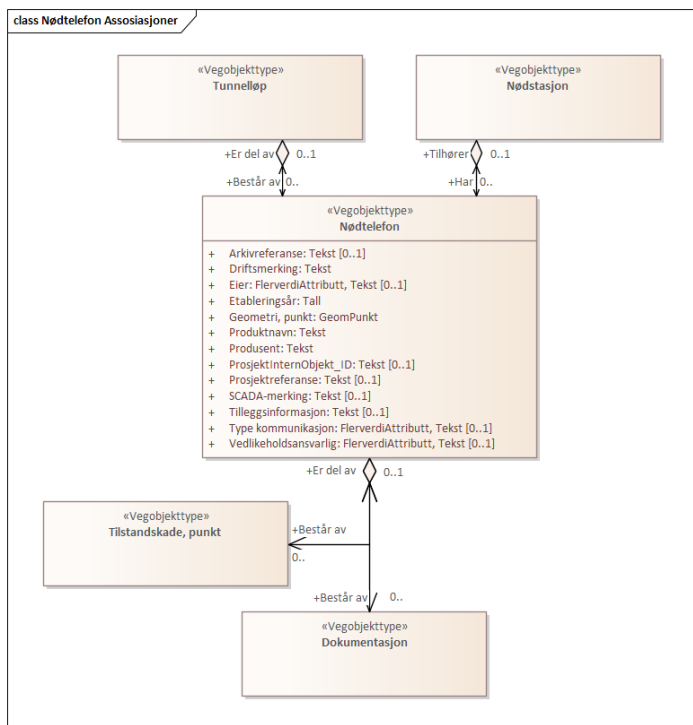 class Nødtelefon Assosiasjoner
«Vegobjekttype»
Tunnelløp
«Vegobjekttype»
Nødstasjon
+Er del av 0..1
+Tilhører 0..1
+Består av 0..
+Har 0..
«Vegobjekttype»
Nødtelefon
+ Arkivreferanse: Tekst [0..1]
+ Driftsmerking: Tekst
+ Eier: FlerverdiAttributt, Tekst [0..1]
+ Etableringsår: Tall
+ Geometri, punkt: GeomPunkt
+ Produktnavn: Tekst
+ Produsent: Tekst
+ ProsjektInternObjekt_ID: Tekst [0..1]
+ Prosjektreferanse: Tekst [0..1]
+ SCADA-merking: Tekst [0..1]
+ Tilleggsinformasjon: Tekst [0..1]
+ Type kommunikasjon: FlerverdiAttributt, Tekst [0..1]
+ Vedlikeholdsansvarlig: FlerverdiAttributt, Tekst [0..1]
+Er del av 0..1
«Vegobjekttype»
Tilstandskade, punkt
+Består av
0..
+Består av 0..
«Vegobjekttype»
Dokumentasjon